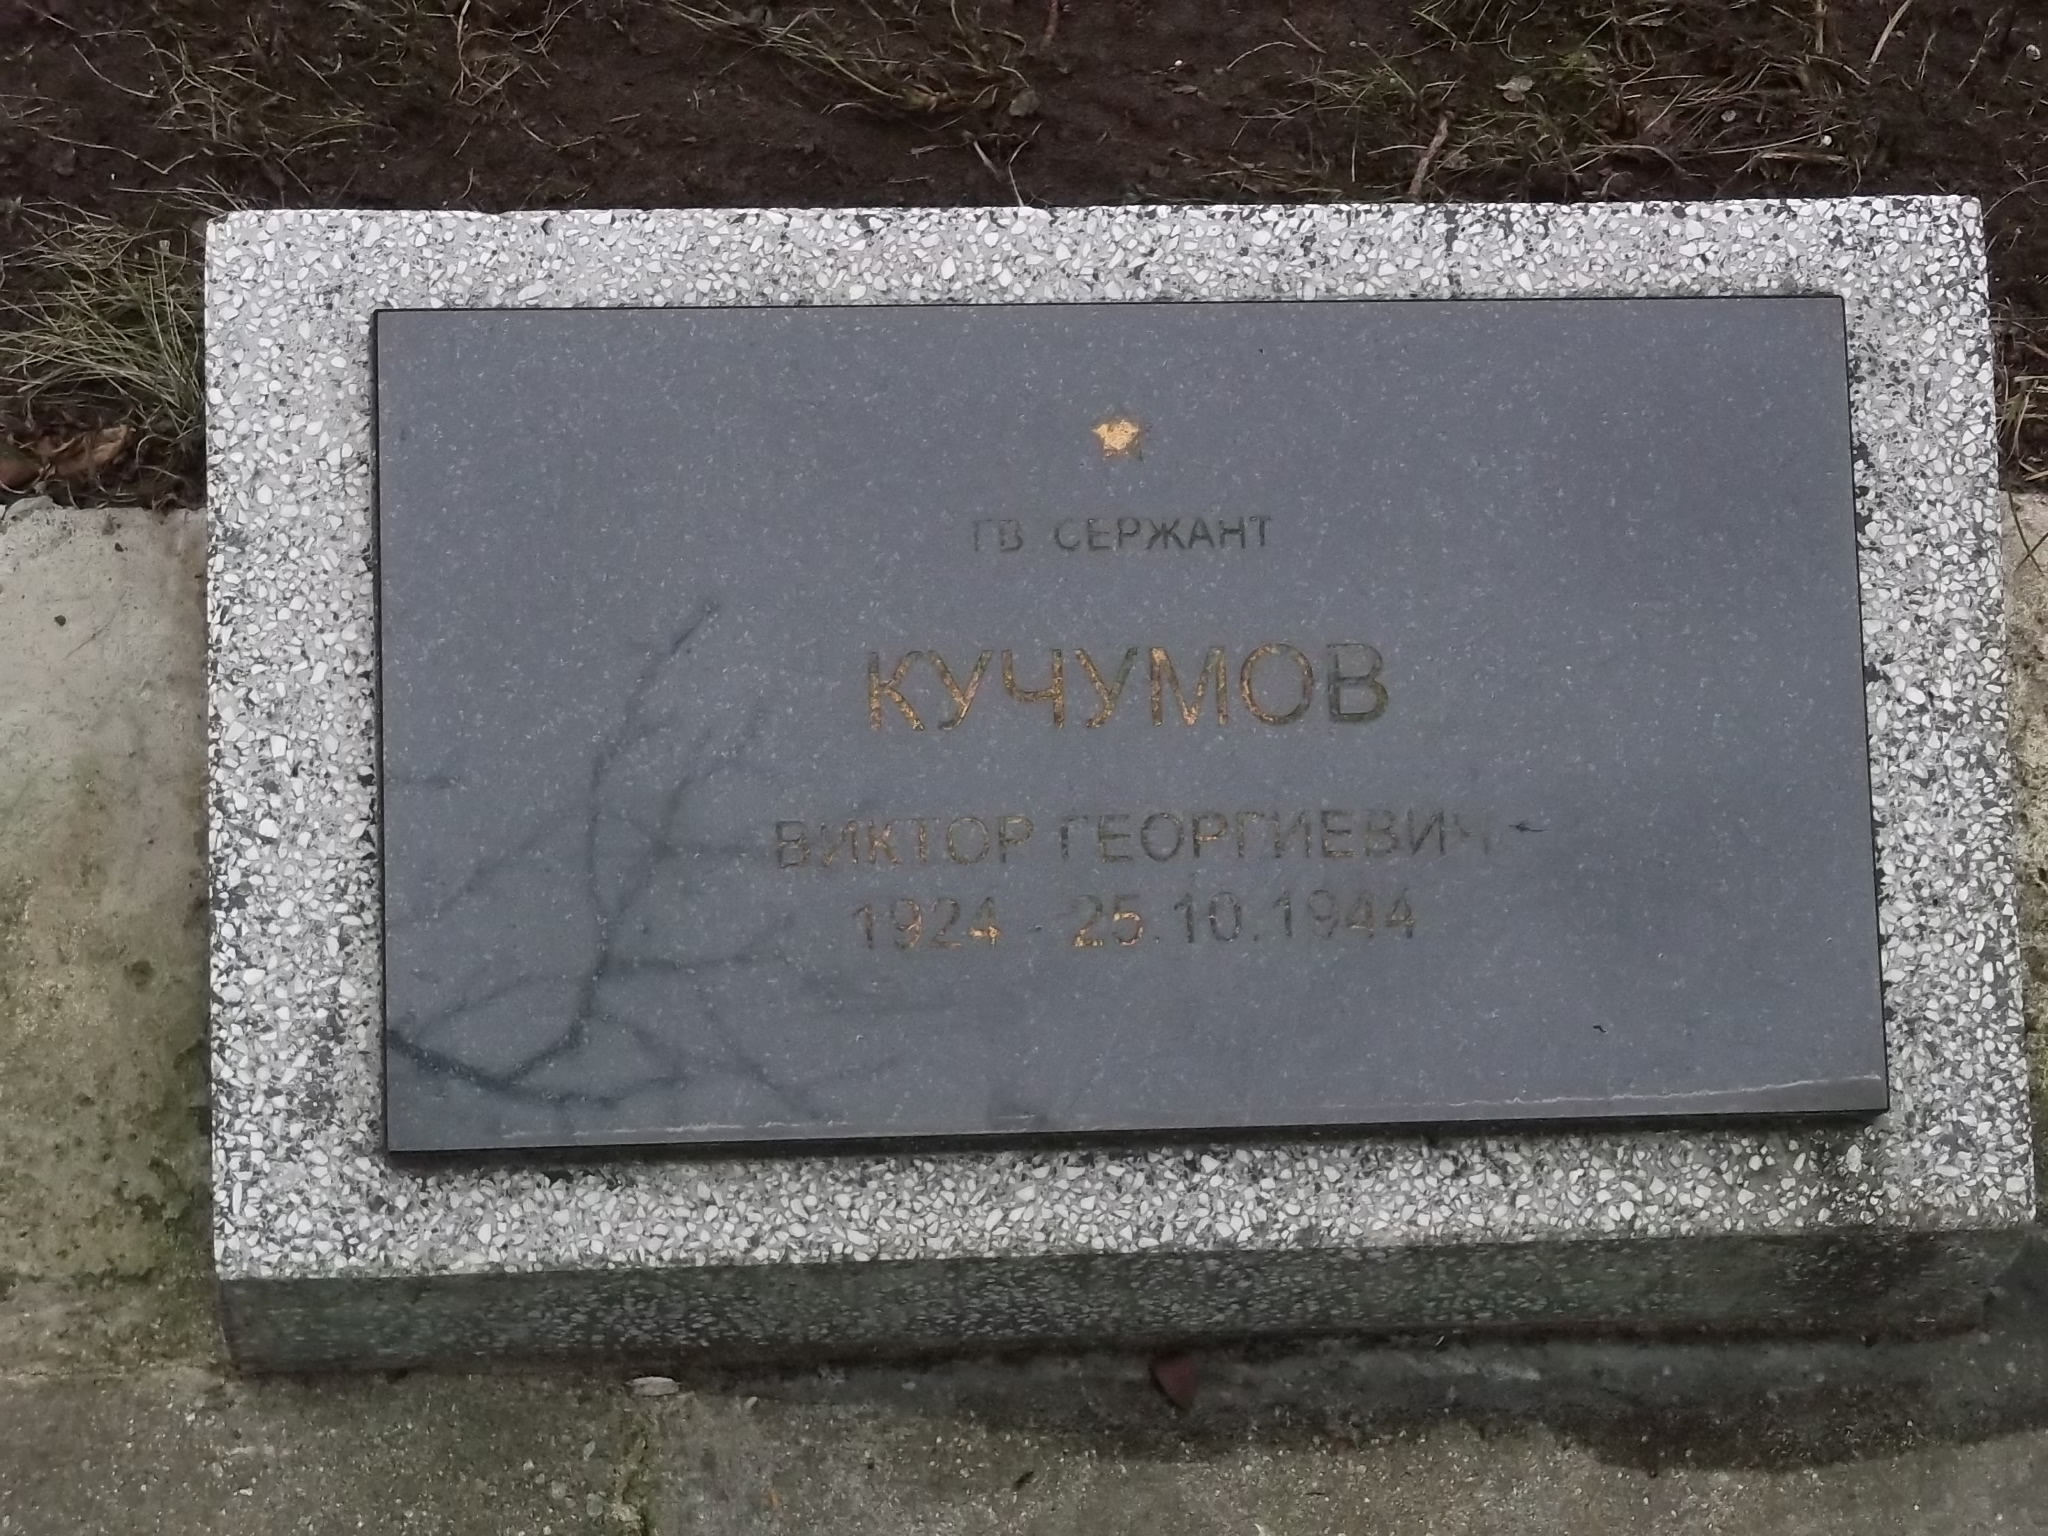 ГВ СЕРЖАНТ
КУЧУМОВ
ВИКТОР ГЕОРГИЕВИЧ
1924 - 25.10.1944